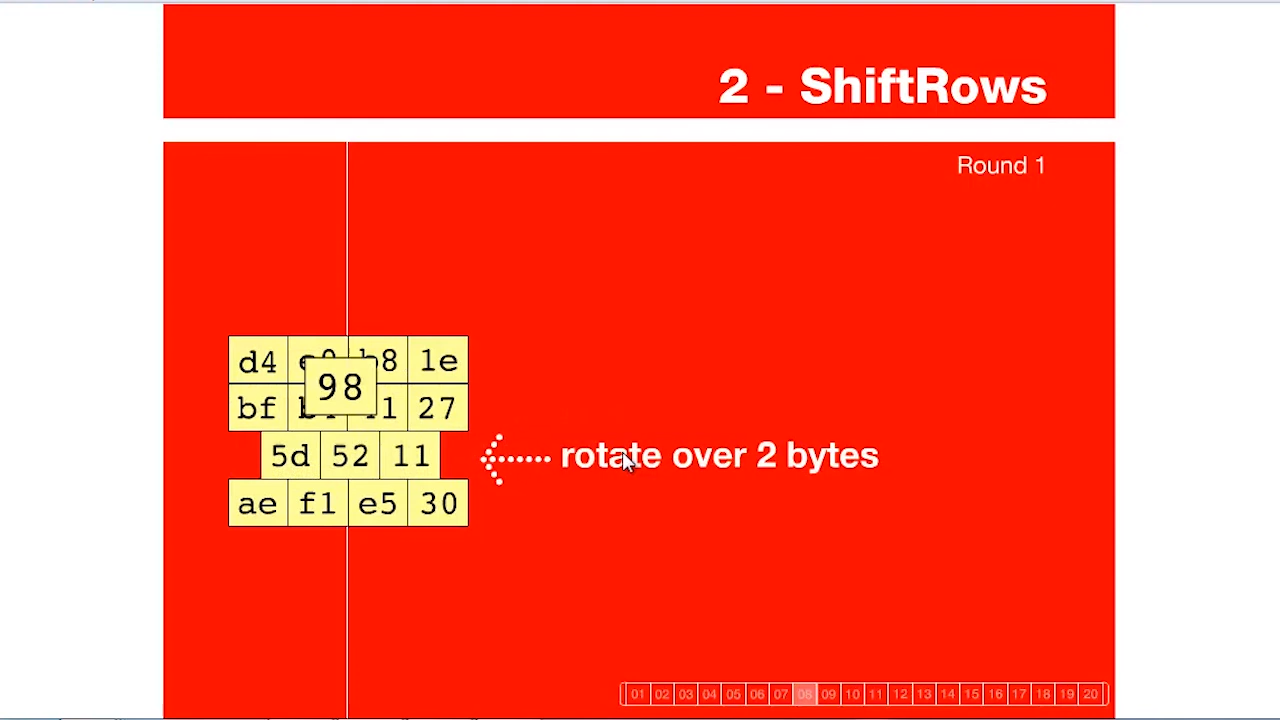 2 - ShiftRows
Round 1
d4 1e
98
bf 27
5d 52 11
rotate over 2 bytes
ae f1 e5 30
01 02 03 04 05 06 07 08 09 10 11 12 13 14 15 16 17 18 19 20